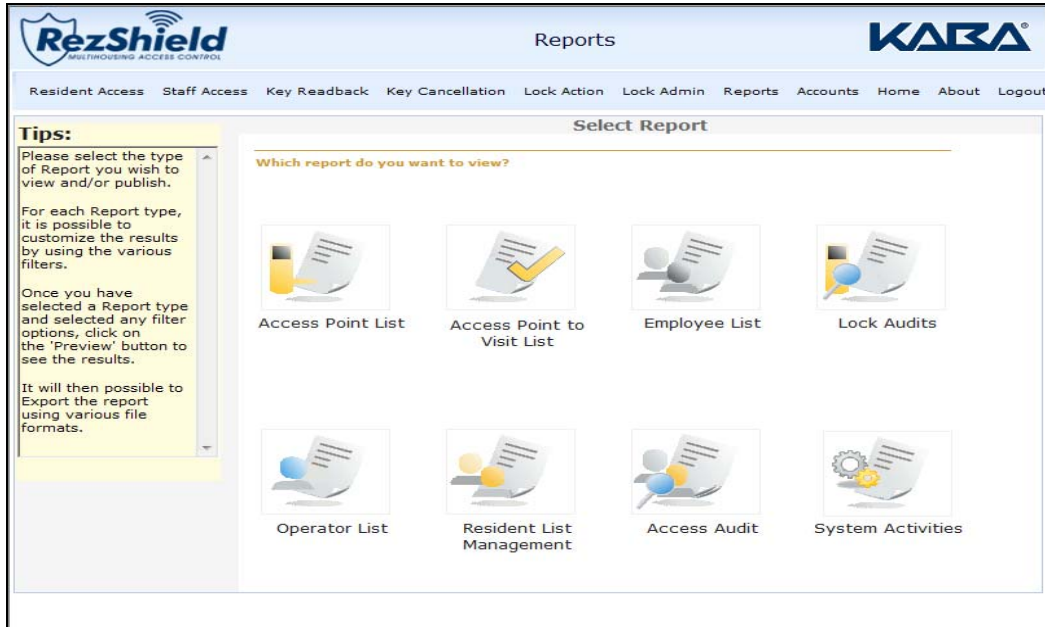 RezShield
MULTIHOUSING ACCESS CONTROL
Reports
KABA®
Resident Access Staff Access Key Readback Key Cancellation Lock Action Lock Admin Reports Accounts Home About Logout
Tips:
Please select the type
of Report you wish to
view and/or publish.
For each Report type,
it is possible to
customize the results
by using the various
filters.
Once you have
selected a Report type
and selected any filter
options, click on
the 'Preview' button to
see the results.
It will then possible to
Export the report
using various file
formats.
Select Report
Which report do you want to view?
Access Point List
Access Point to
Visit List
Employee List
Lock Audits
Operator List
Resident List
Management
Access Audit
System Activities